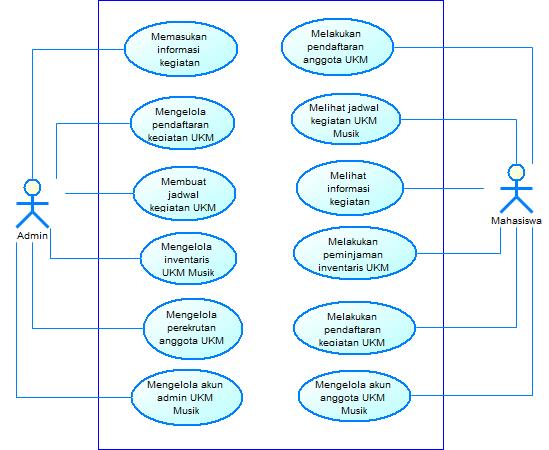 Memasukan
informasi
kegiatan
Melakukan
pendaftaran
anggota UKM
Mengelola
pendaftaran
kegiatan UKM
Melihat jadwal
kegiatan UKM
Musik
Membuat
jadwal
kegiatan UKM
Melihat
informasi
kegiatan
Admin
Mahasiswa
Mengelola
inventaris
UKM Musik
Melakukan
peminjaman
inventaris UKM
Mengelola
perekrutan
anggota UKM
Melakukan
pendaftaran
kegiatan UKM
Mengelola akun
admin UKM
Musik
Mengelola akun
anggota UKM
Musik